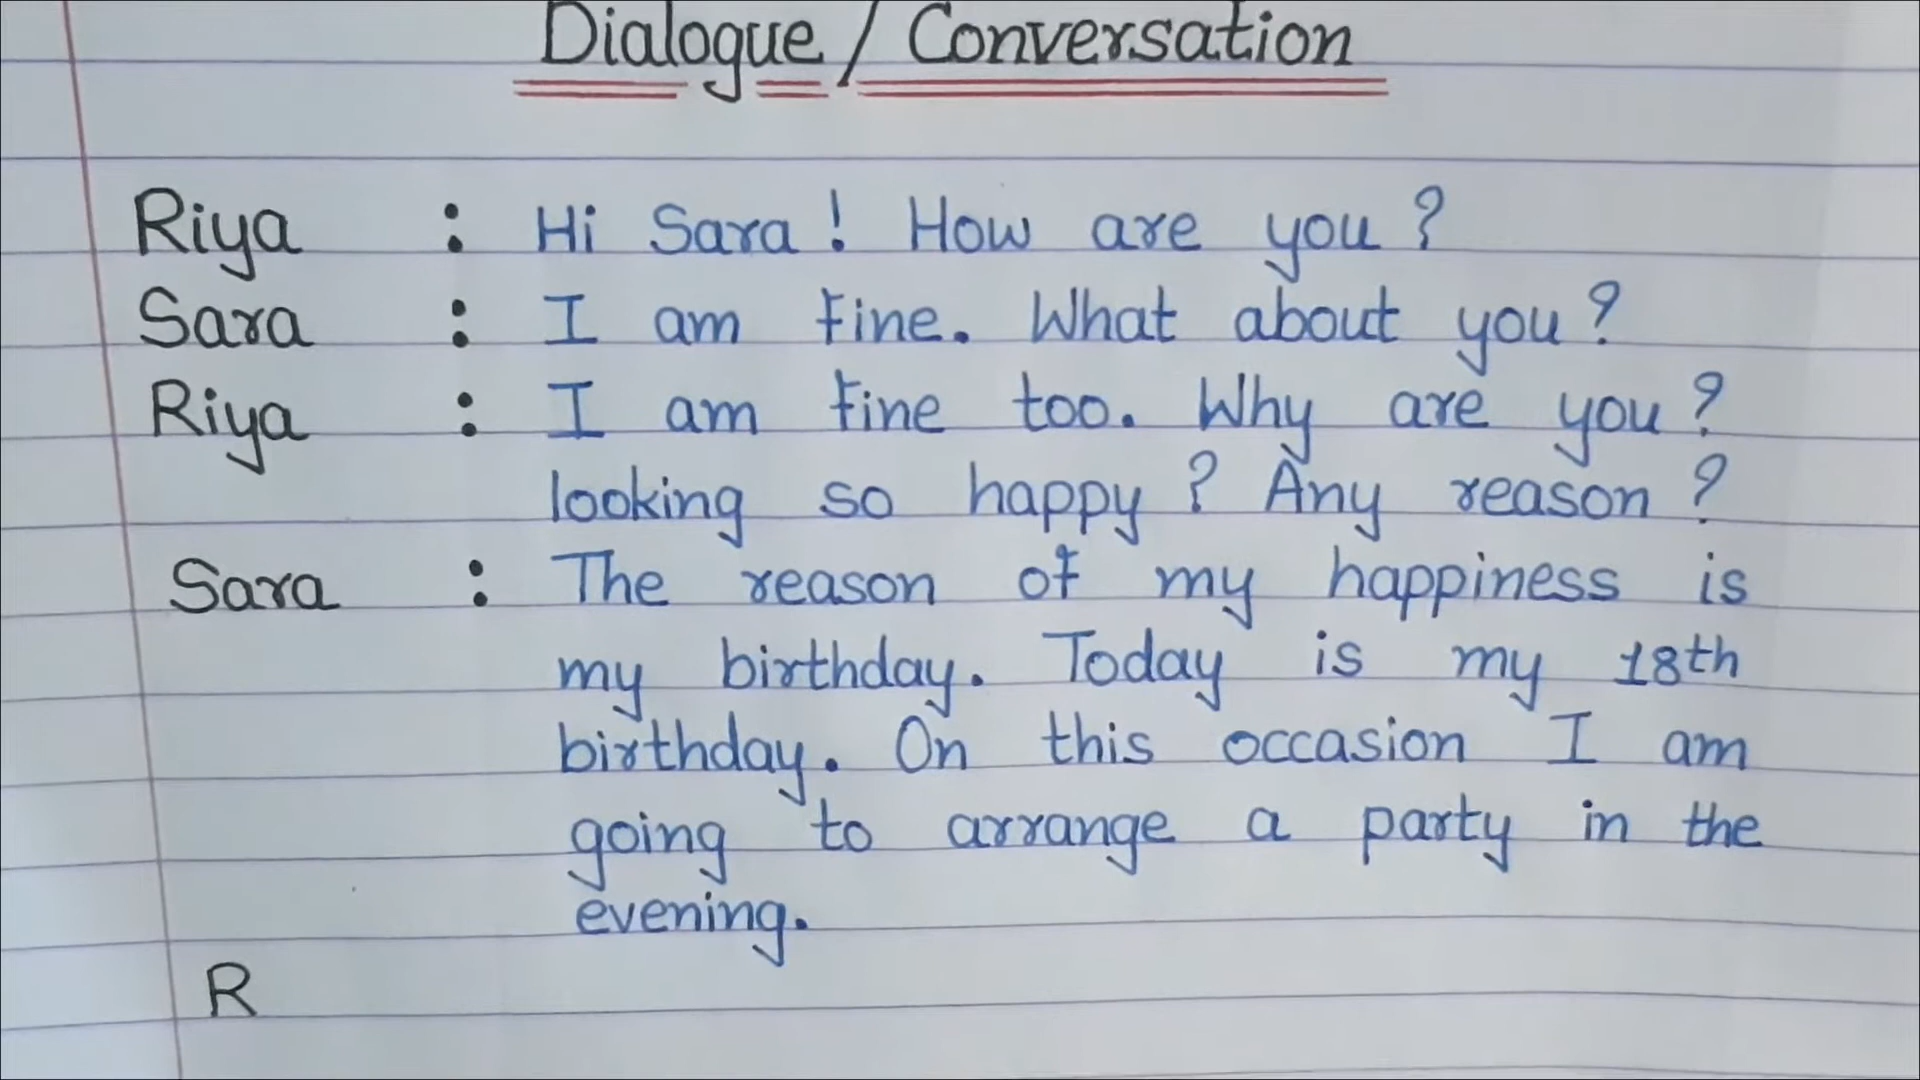 Dialogue / Conversation
Riya : Hi Sara! How are you?
Sara : I am fine. What about you?
Riya : I am fine too. Why are you?
looking so happy? Any reason?
Sara : The reason of my happiness is
my birthday. Today is my 18th
birthday. On this occasion I am
going to arrange a party in the
evening.
R